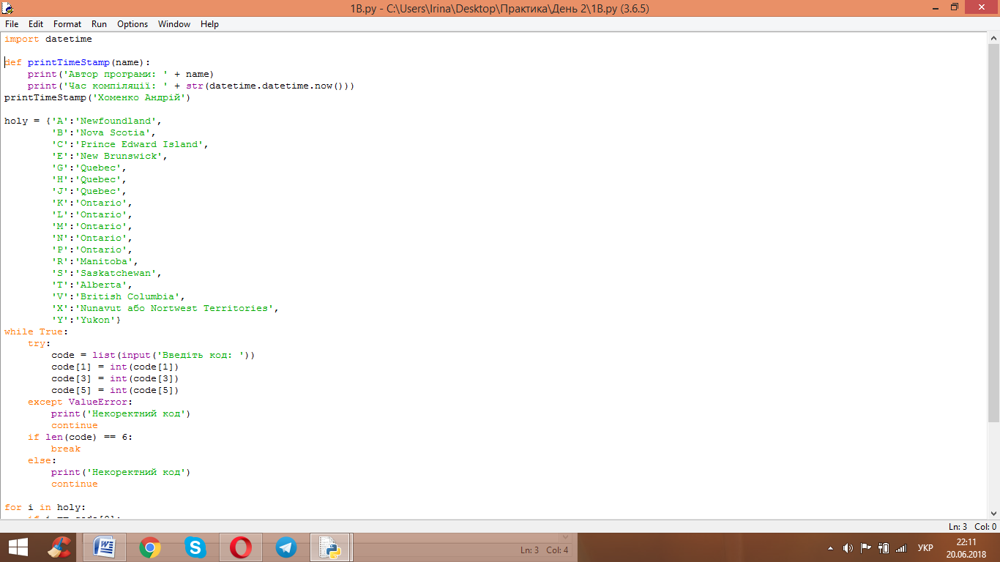 1B.py - C:\Users\Irina\Desktop\Практика\День 2\1B.py (3.6.5)
File Edit Format Run Options Window Help
import datetime
def printTimeStamp(name):
    print('Автор програми: ' + name)
    print('Час компіляції: ' + str(datetime.datetime.now()))
printTimeStamp('Хоменко Андрій')
holy = {'A':'Newfoundland',
        'B':'Nova Scotia',
        'C':'Prince Edward Island',
        'E':'New Brunswick',
        'G':'Quebec',
        'H':'Quebec',
        'J':'Quebec',
        'K':'Ontario',
        'L':'Ontario',
        'M':'Ontario',
        'N':'Ontario',
        'P':'Ontario',
        'R':'Manitoba',
        'S':'Saskatchewan',
        'T':'Alberta',
        'V':'British Columbia',
        'X':'Nunavut або Nortwest Territories',
        'Y':'Yukon'}
while True:
    try:
        code = list(input('Введіть код: '))
        code[1] = int(code[1])
        code[3] = int(code[3])
        code[5] = int(code[5])
    except ValueError:
        print('Некоректний код')
        continue
    if len(code) == 6:
        break
    else:
        print('Некоректний код')
        continue
for i in holy:
    if i == code[0]:
Ln: 3 Col: 0
Ln: 3 Col: 4
УКР
22:11
20.06.2018